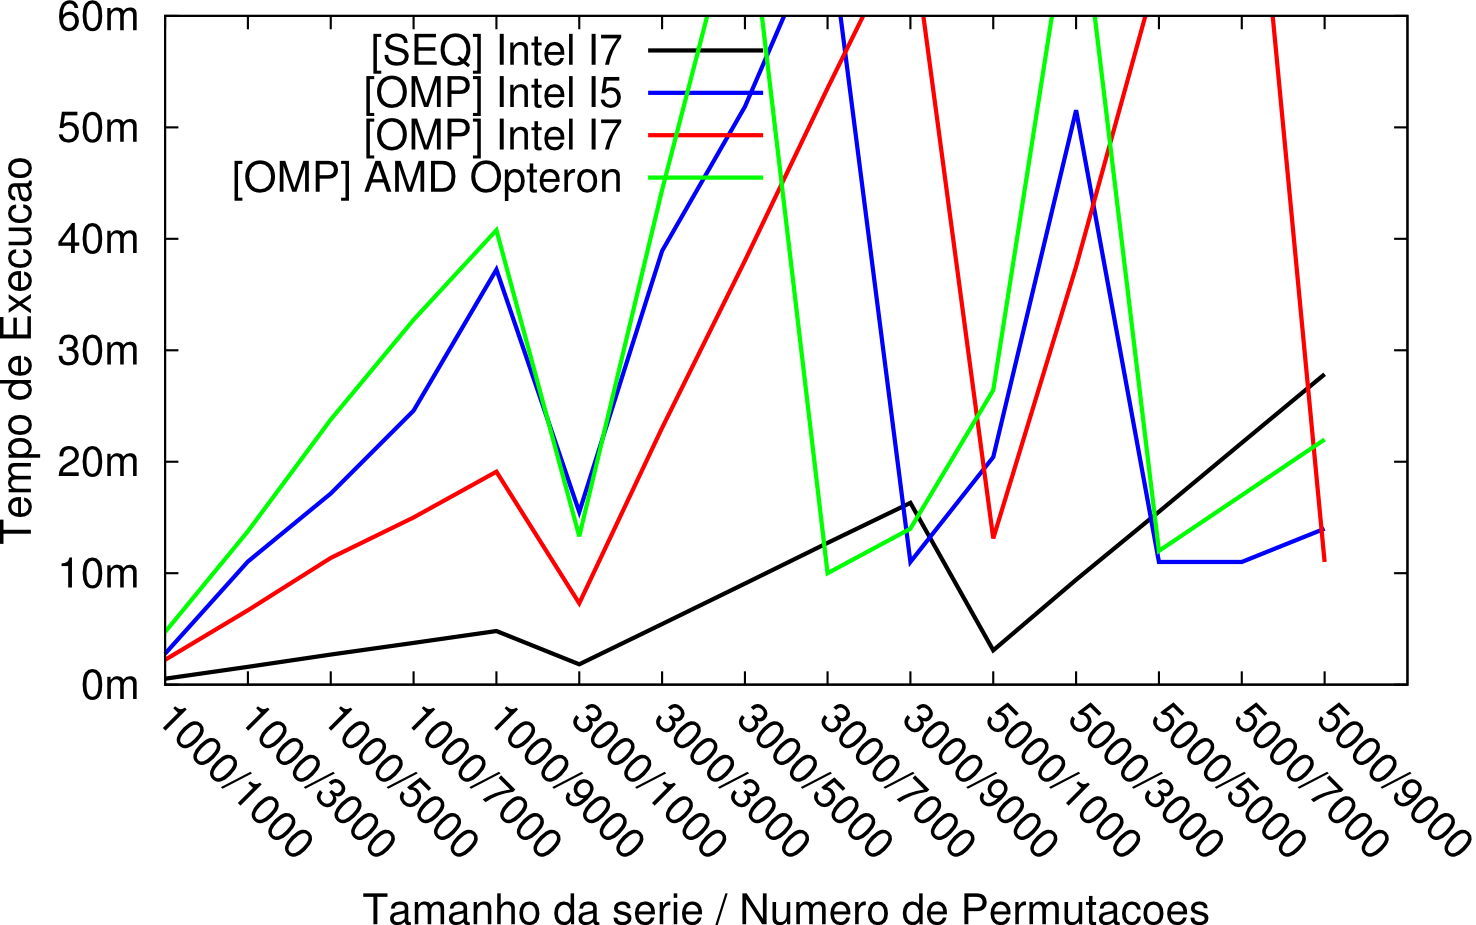 60m
50m
40m
30m
20m
10m
0m
Tempo de Execucao
[SEQ] Intel I7
[OMP] Intel I5
[OMP] Intel I7
[OMP] AMD Opteron
1000/1000
1000/3000
1000/5000
1000/7000
1000/9000
3000/1000
3000/3000
3000/5000
3000/7000
3000/9000
5000/1000
5000/3000
5000/5000
5000/7000
5000/9000
Tamanho da serie / Numero de Permutacoes